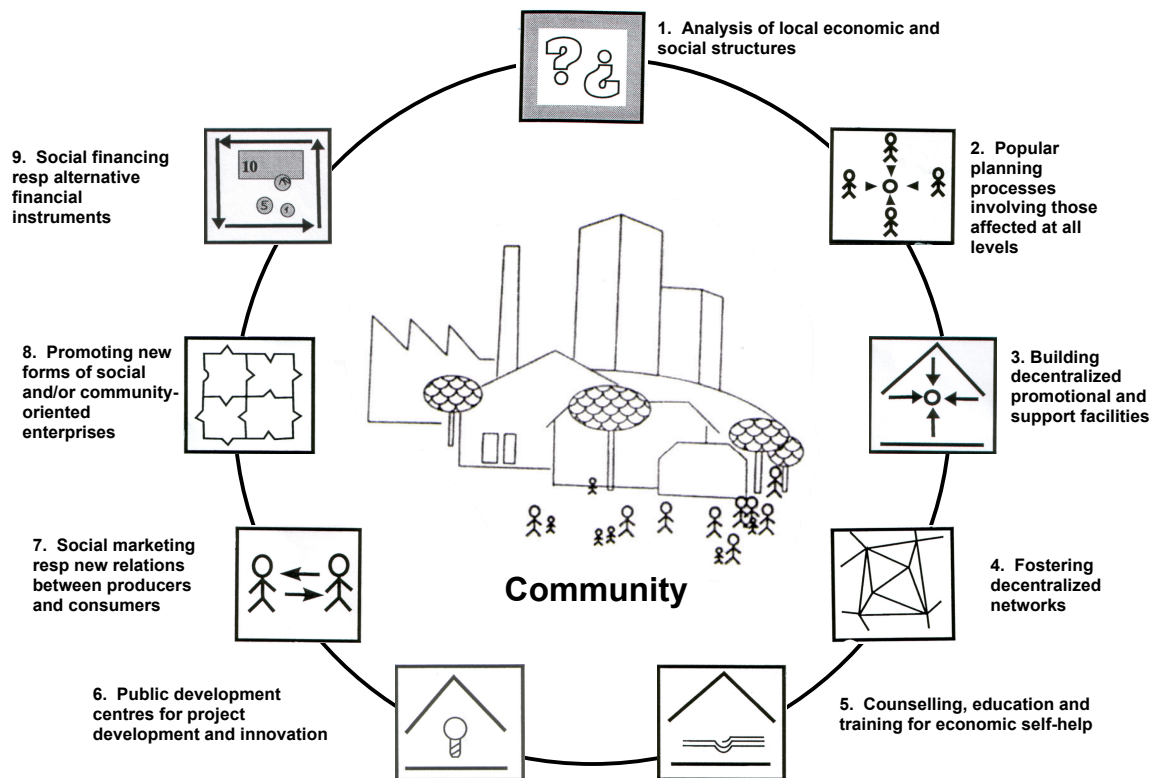 1. Analysis of local economic and
social structures
2. Popular
planning
processes
involving those
affected at all
levels
3. Building
decentralized
promotional and
support facilities
4. Fostering
decentralized
networks
5. Counselling, education and
training for economic self-help
6. Public development
centres for project
development and innovation
7. Social marketing
resp new relations
between producers
and consumers
8. Promoting new
forms of social
and/or community-
oriented
enterprises
9. Social financing
resp alternative
financial
instruments
? ¿
10
5
1
Community